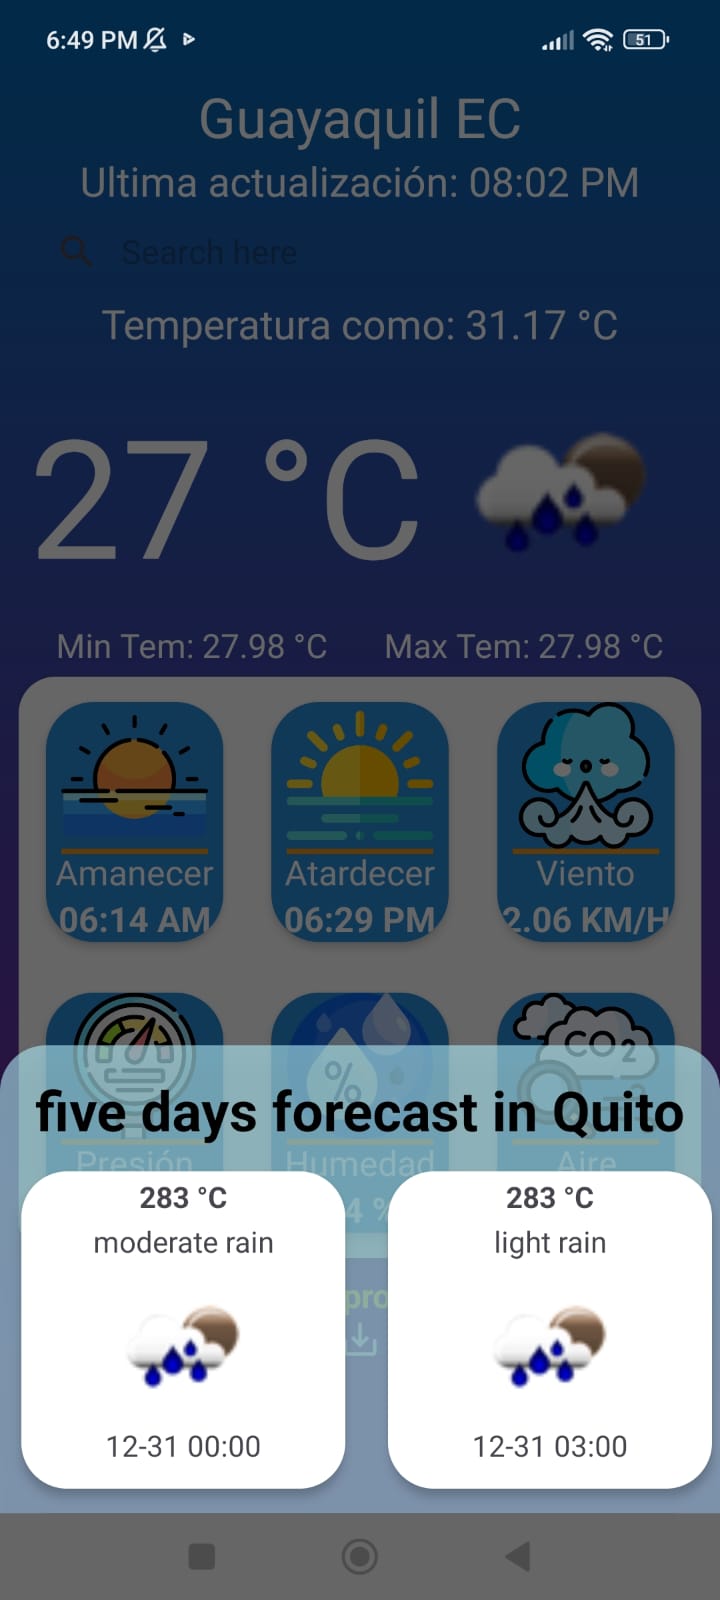 6:49 PM
51
Guayaquil EC
Ultima actualización: 08:02 PM
Search here
Temperatura como: 31.17 °C
27 °C
Min Tem: 27.98 °C Max Tem: 27.98 °C
Amanecer Atardecer Viento
06:14 AM 06:29 PM 2.06 KM/H
CO2
%
five days forecast in Quito
Presión Humedad Aire
4 %
283 °C 283 °C
moderate rain light rain
pro
12-31 00:00 12-31 03:00